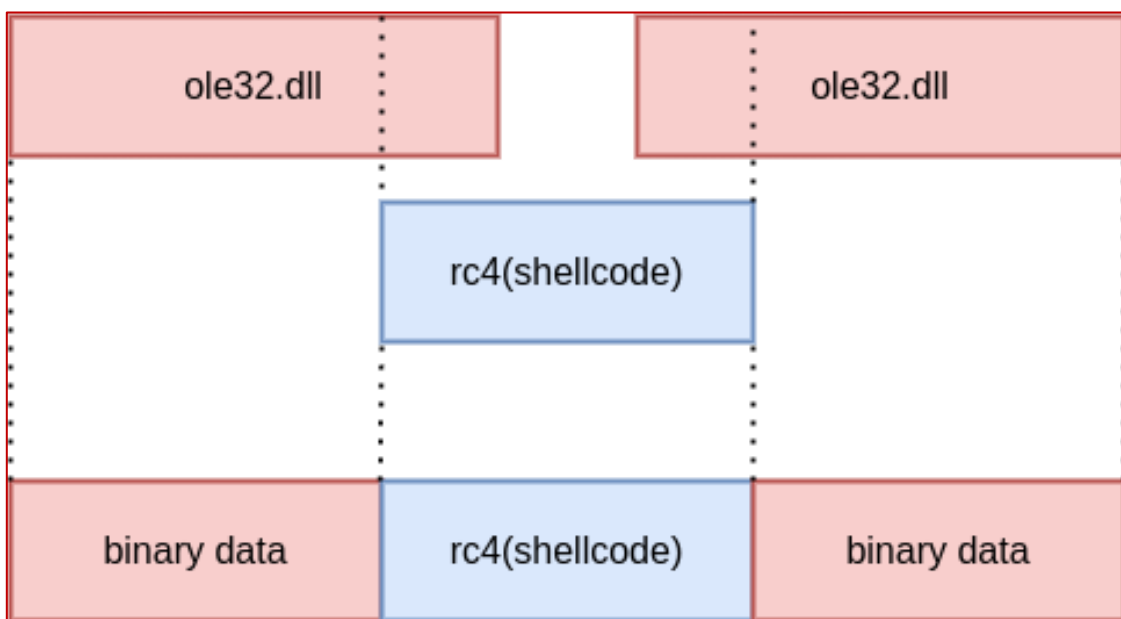 ole32.dll
ole32.dll
rc4(shellcode)
binary data
rc4(shellcode)
binary data